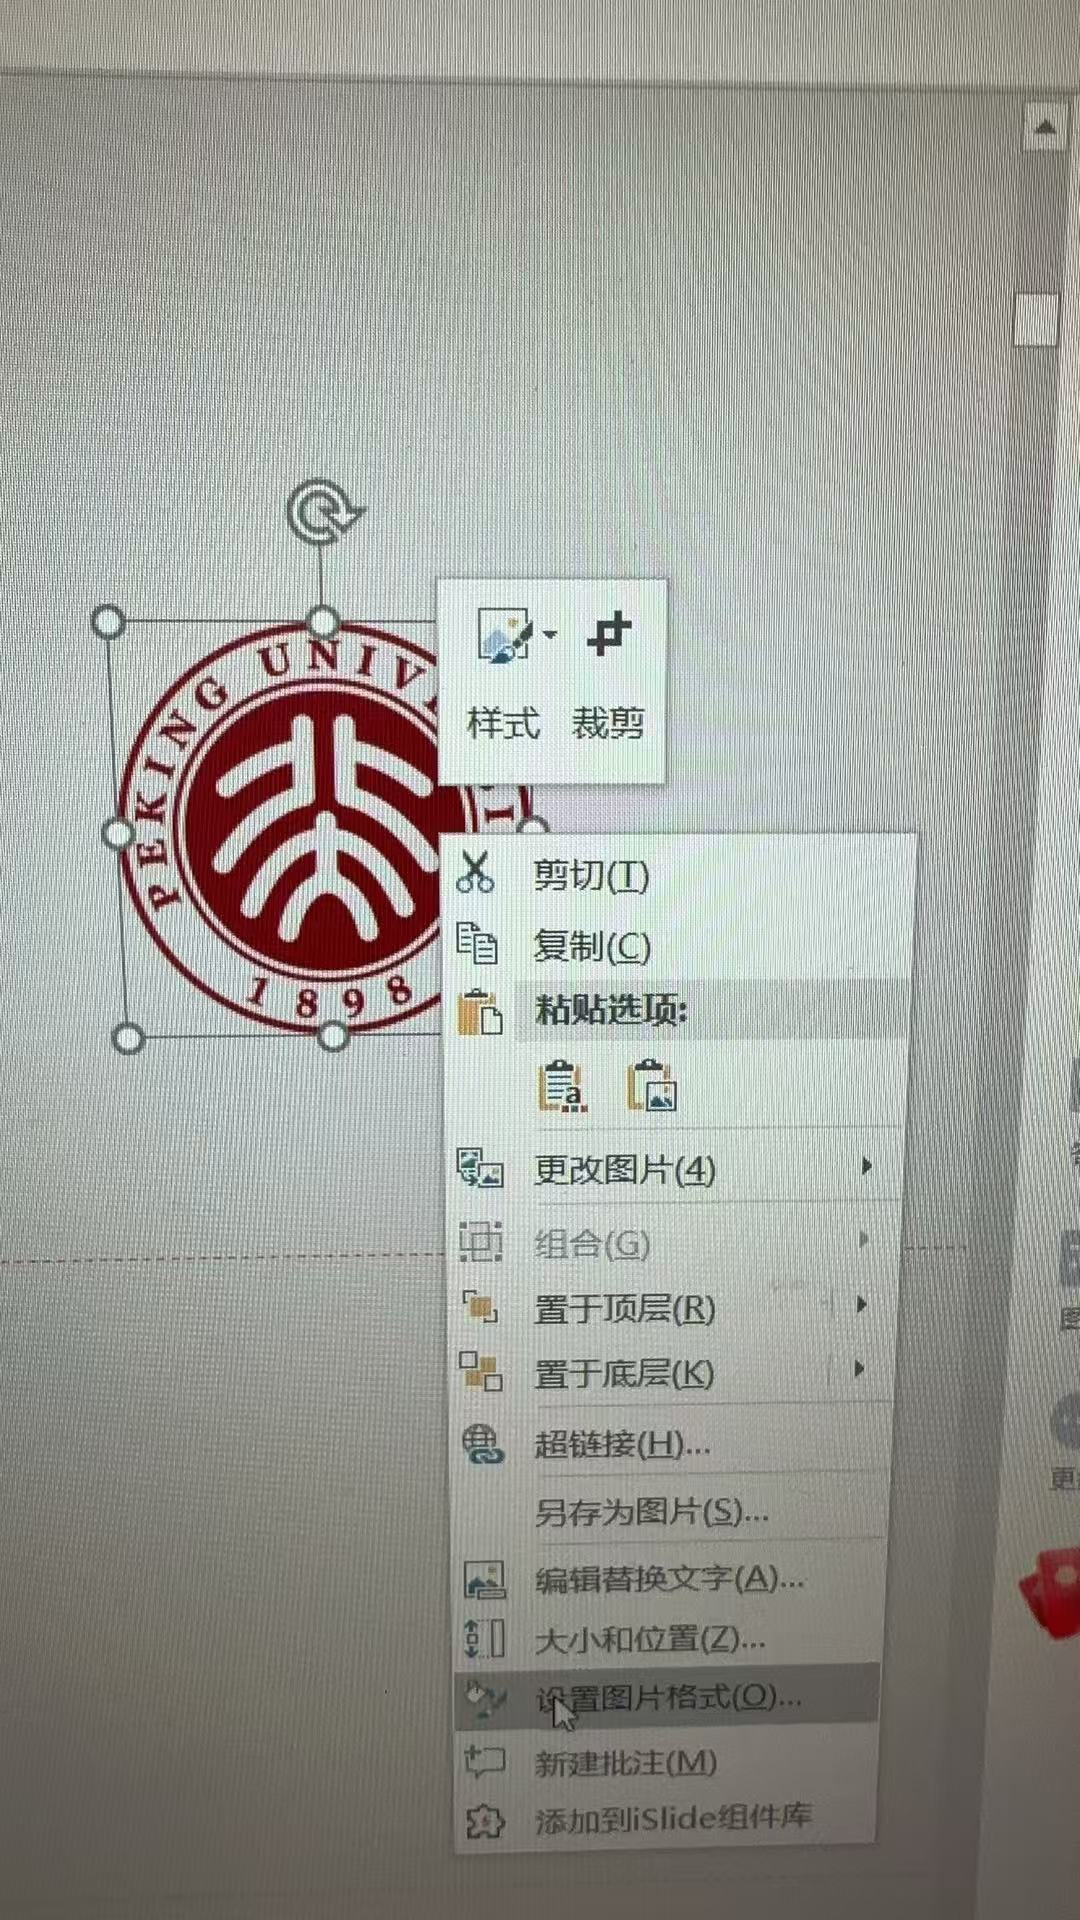 PEKING UNIV
1898
样式 裁剪
剪切(T)
复制(C)
粘贴选项:
更改图片(4)
组合(G)
置于顶层(R)
置于底层(K)
超链接(H)...
另存为图片(S)...
编辑替换文字(A)...
大小和位置(Z)...
设置图片格式(O)...
新建批注(M)
添加到iSlide组件库